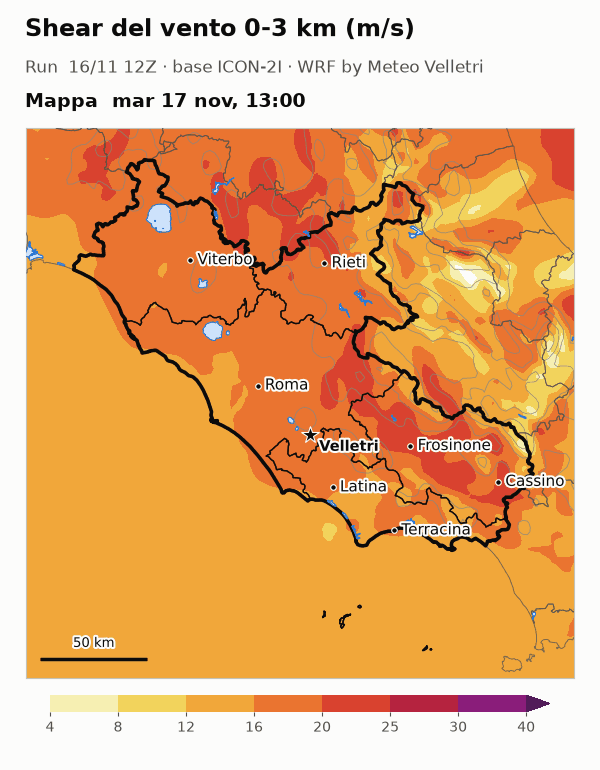 Shear del vento 0-3 km (m/s)
Run  16/11 12Z · base ICON-2I · WRF by Meteo Velletri
Mappa  mar 17 nov, 13:00
Viterbo
Rieti
Roma
Velletri
Frosinone
Latina
Cassino
Terracina
50 km
4 8 12 16 20 25 30 40